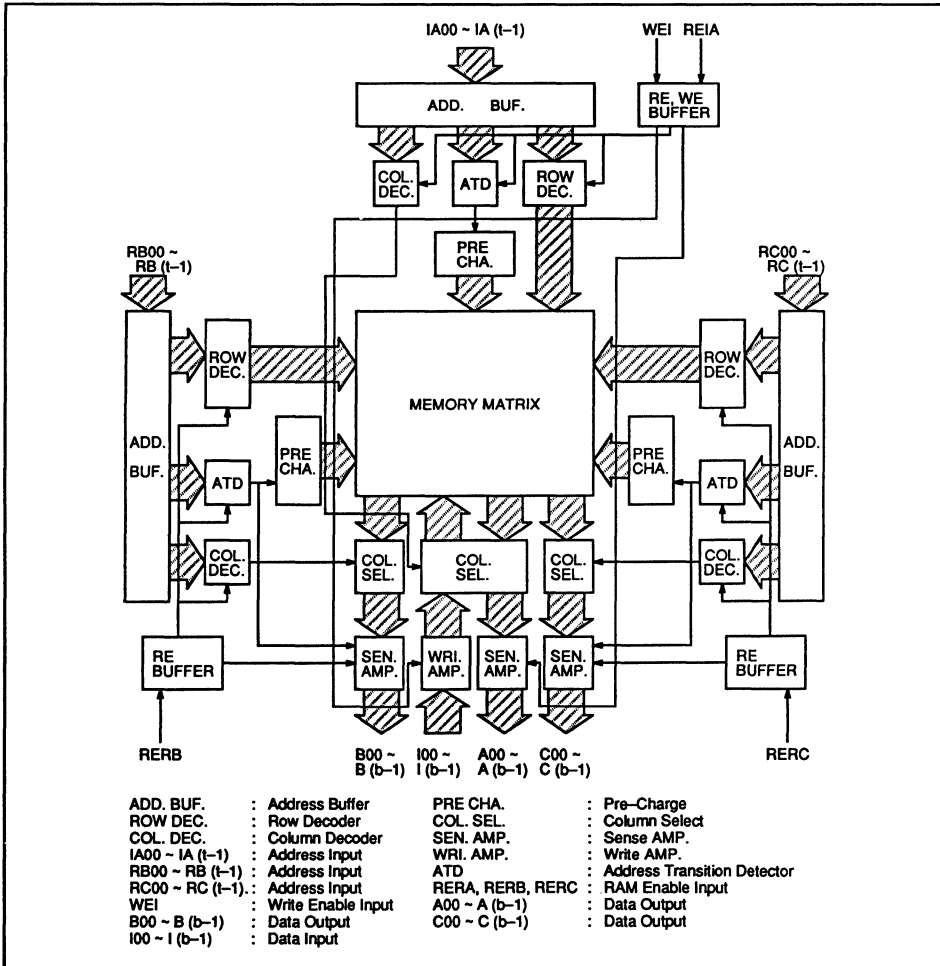 IA00 ~ IA (t–1)
WEI REIA
ADD. BUF.
RE, WE
BUFFER
COL.
DEC.
ATD
ROW
DEC.
PRE
CHA.
RB00 ~
RB (t–1)
RC00 ~
RC (t–1)
ROW
DEC.
MEMORY MATRIX
ROW
DEC.
ADD.
BUF.
PRE
CHA.
PRE
CHA.
ADD.
BUF.
ATD
ATD
COL.
DEC.
COL.
SEL.
COL.
SEL.
COL.
SEL.
COL.
DEC.
RE
BUFFER
SEN.
AMP.
WRI.
AMP.
SEN.
AMP.
SEN.
AMP.
RE
BUFFER
RERB
B00 ~
B (b–1)
I00 ~
I (b–1)
A00 ~
A (b–1)
C00 ~
C (b–1)
RERC
ADD. BUF. : Address Buffer
ROW DEC. : Row Decoder
COL. DEC. : Column Decoder
IA00 ~ IA (t–1) : Address Input
RB00 ~ RB (t–1) : Address Input
RC00 ~ RC (t–1). : Address Input
WEI : Write Enable Input
B00 ~ B (b–1) : Data Output
I00 ~ I (b–1) : Data Input
PRE CHA. : Pre–Charge
COL. SEL. : Column Select
SEN. AMP. : Sense AMP.
WRI. AMP. : Write AMP.
ATD : Address Transition Detector
RERA, RERB, RERC : RAM Enable Input
A00 ~ A (b–1) : Data Output
C00 ~ C (b–1) : Data Output